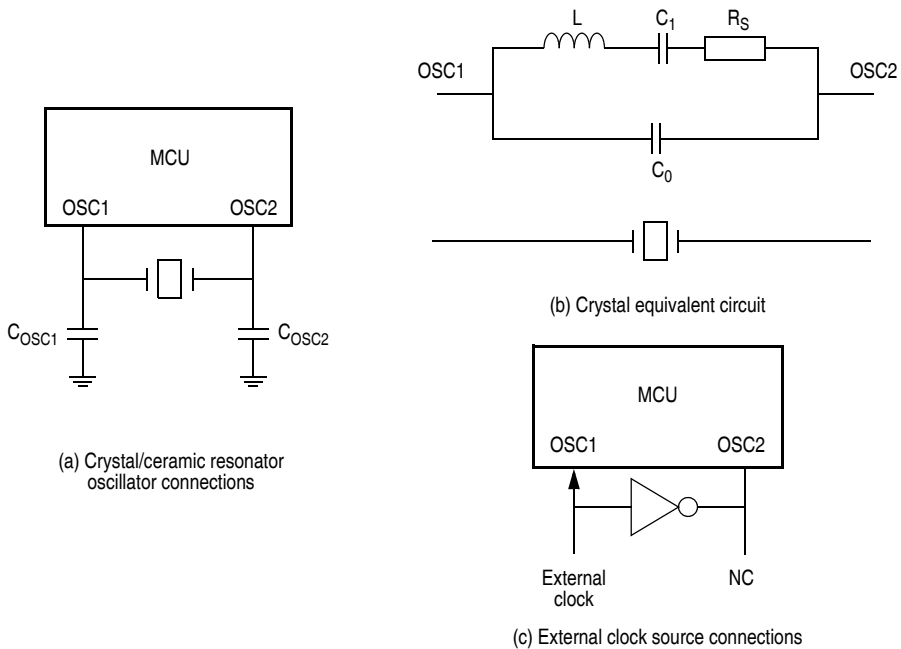 MCU
OSC1
OSC2
COSC1
COSC2
(a) Crystal/ceramic resonator
oscillator connections
L
C1
RS
OSC1
OSC2
C0
(b) Crystal equivalent circuit
MCU
OSC1
OSC2
External
clock
NC
(c) External clock source connections